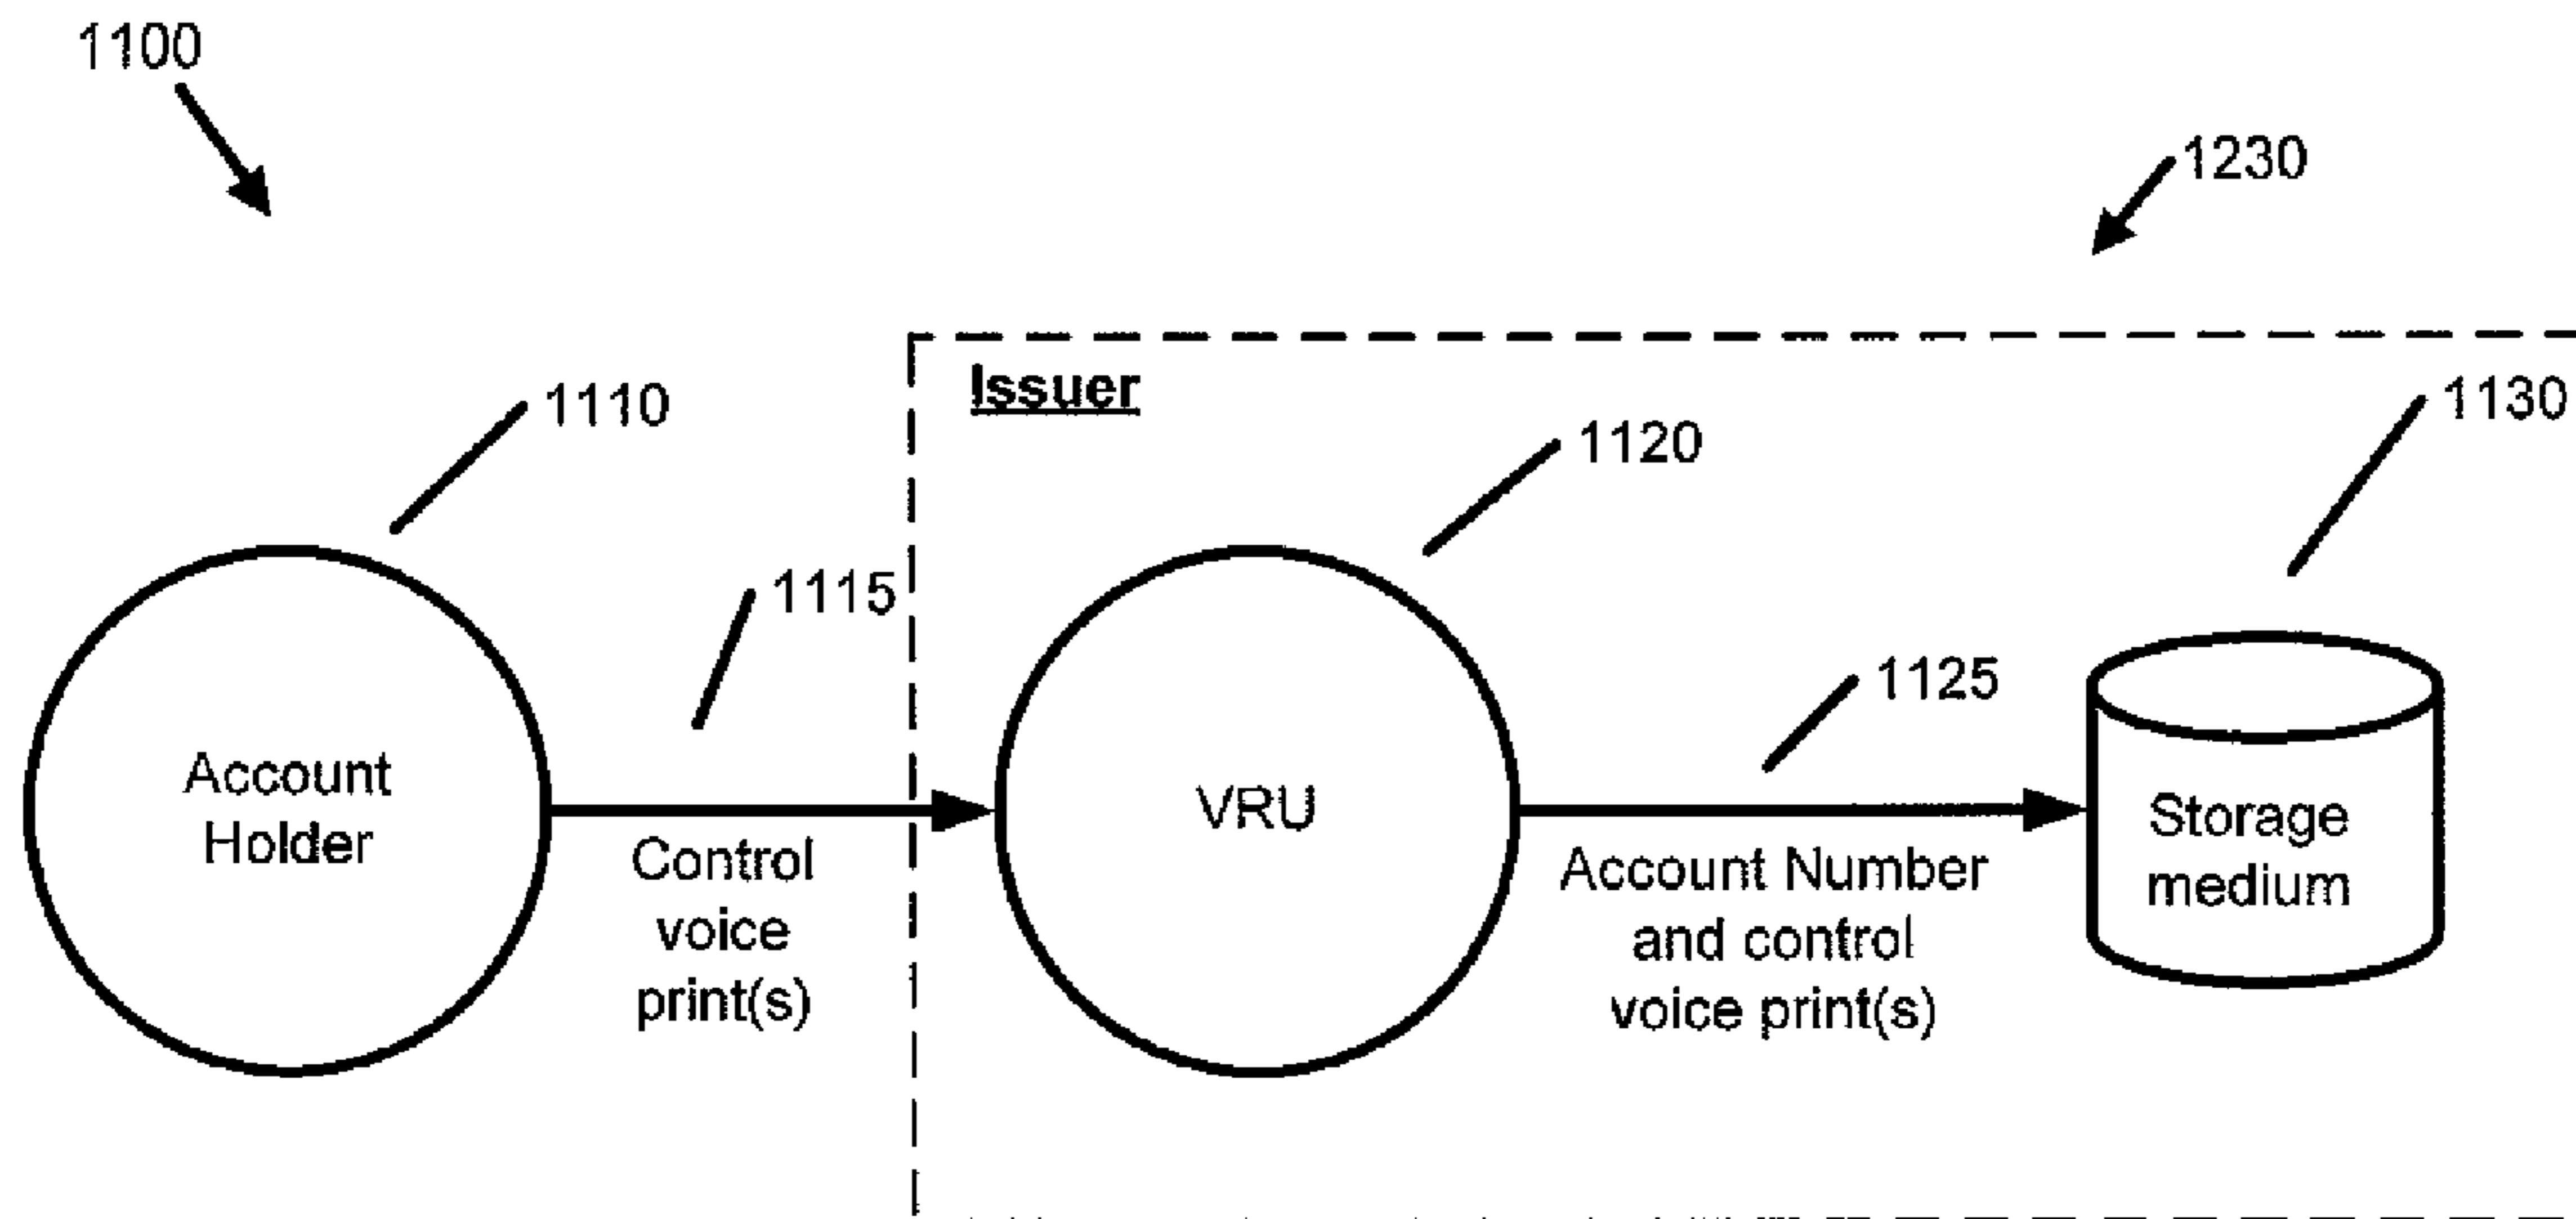 1100
1230
Issuer
1110
1120
1130
1115
1125
Account
Holder
Control
voice
print(s)
VRU
Account Number
and control
voice print(s)
Storage
medium